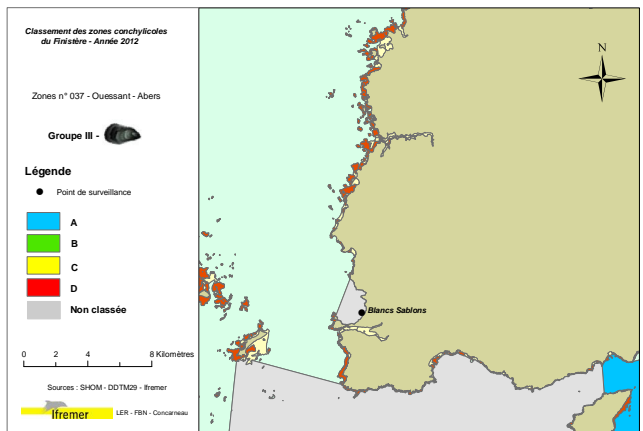 Classement des zones conchylicoles
du Finistère - Année 2012
Zones n° 037 - Ouessant - Abers
Groupe III -
Légende
Point de surveillance
A
B
C
D
Non classée
0 2 4 8 Kilomètres
Sources : SHOM - DDTM29 - Ifremer
Ifremer LER - FBN - Concarneau
N
Blancs Sablons